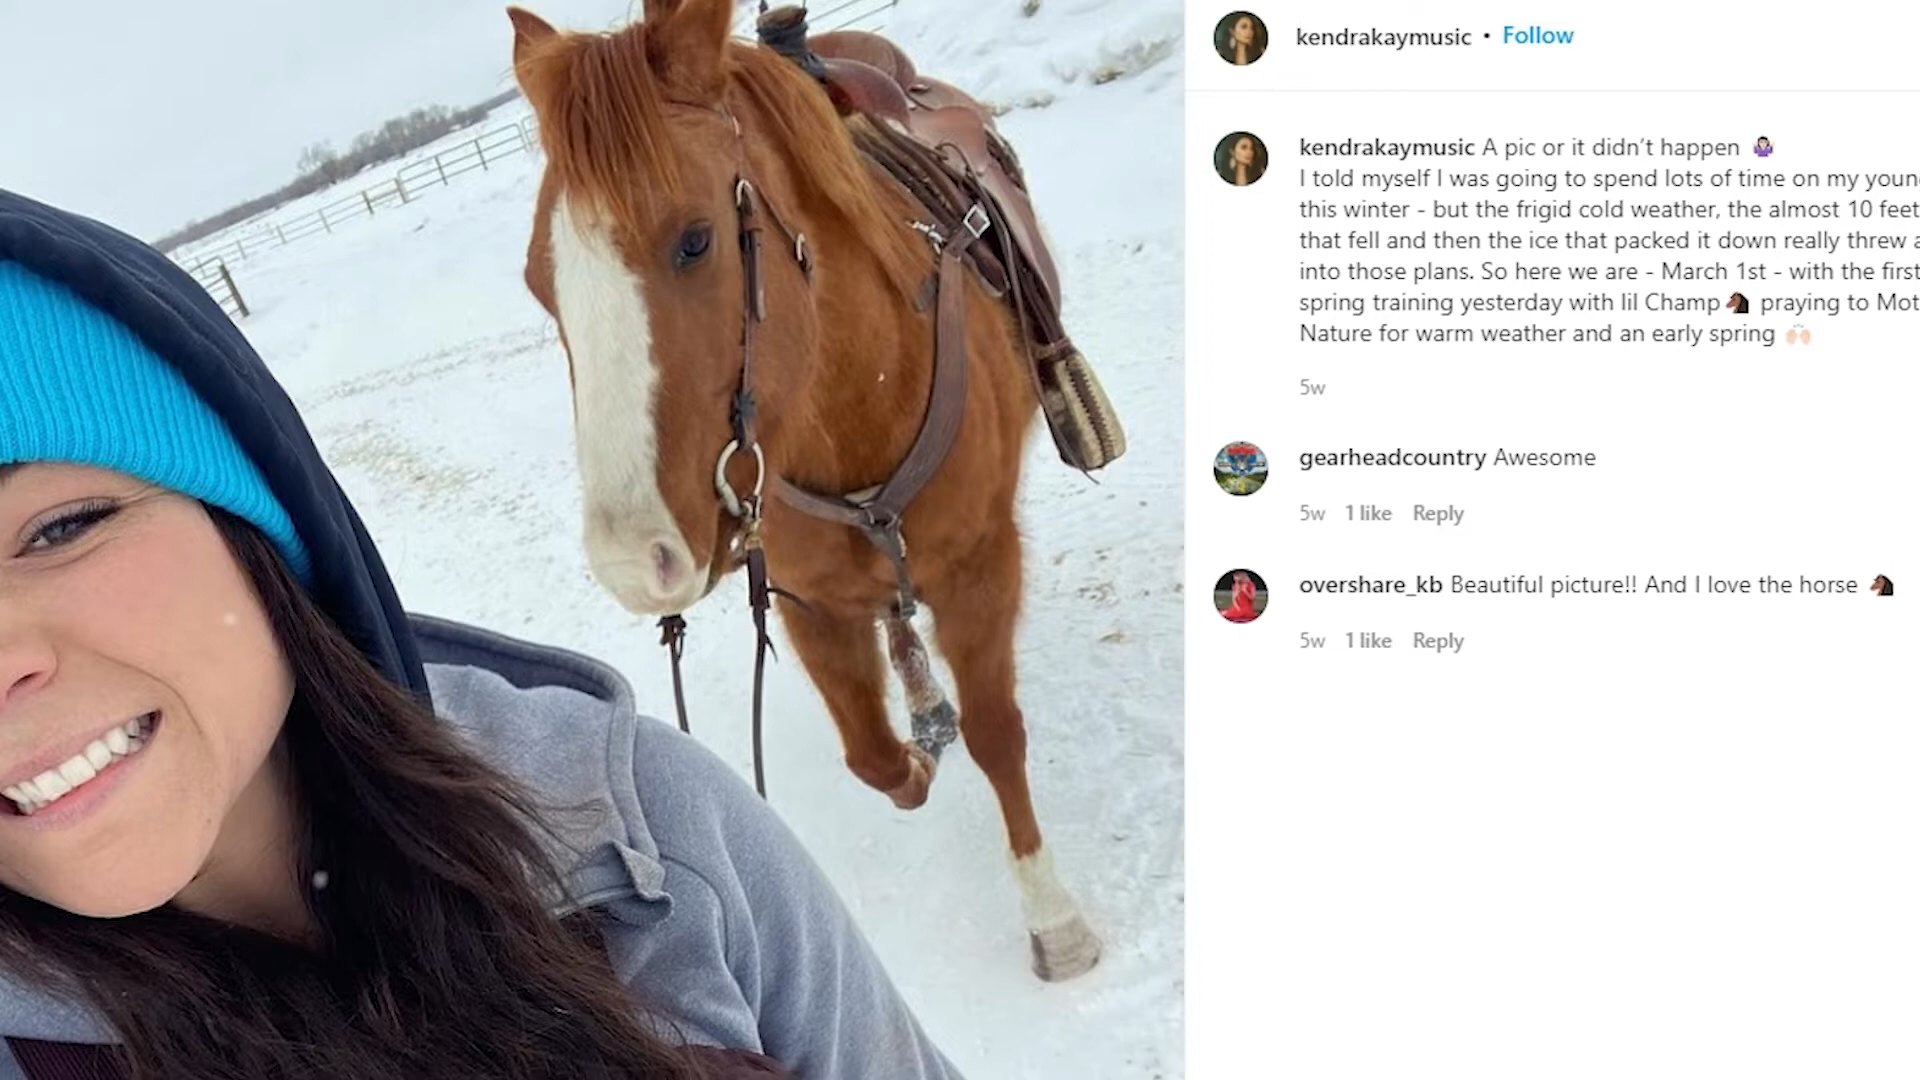 kendrakaymusic • Follow
kendrakaymusic A pic or it didn’t happen 🤷🏻‍♀️
I told myself I was going to spend lots of time on my
this winter - but the frigid cold weather, the almost 10 feet
that fell and then the ice that packed it down really threw
into those plans. So here we are - March 1st - with the first
spring training yesterday with lil Champ 🐴 praying to
Nature for warm weather and an early spring 🙌🏻
5w
gearheadcountry Awesome
5w 1 like Reply
overshare_kb Beautiful picture!! And I love the horse 🐴
5w 1 like Reply